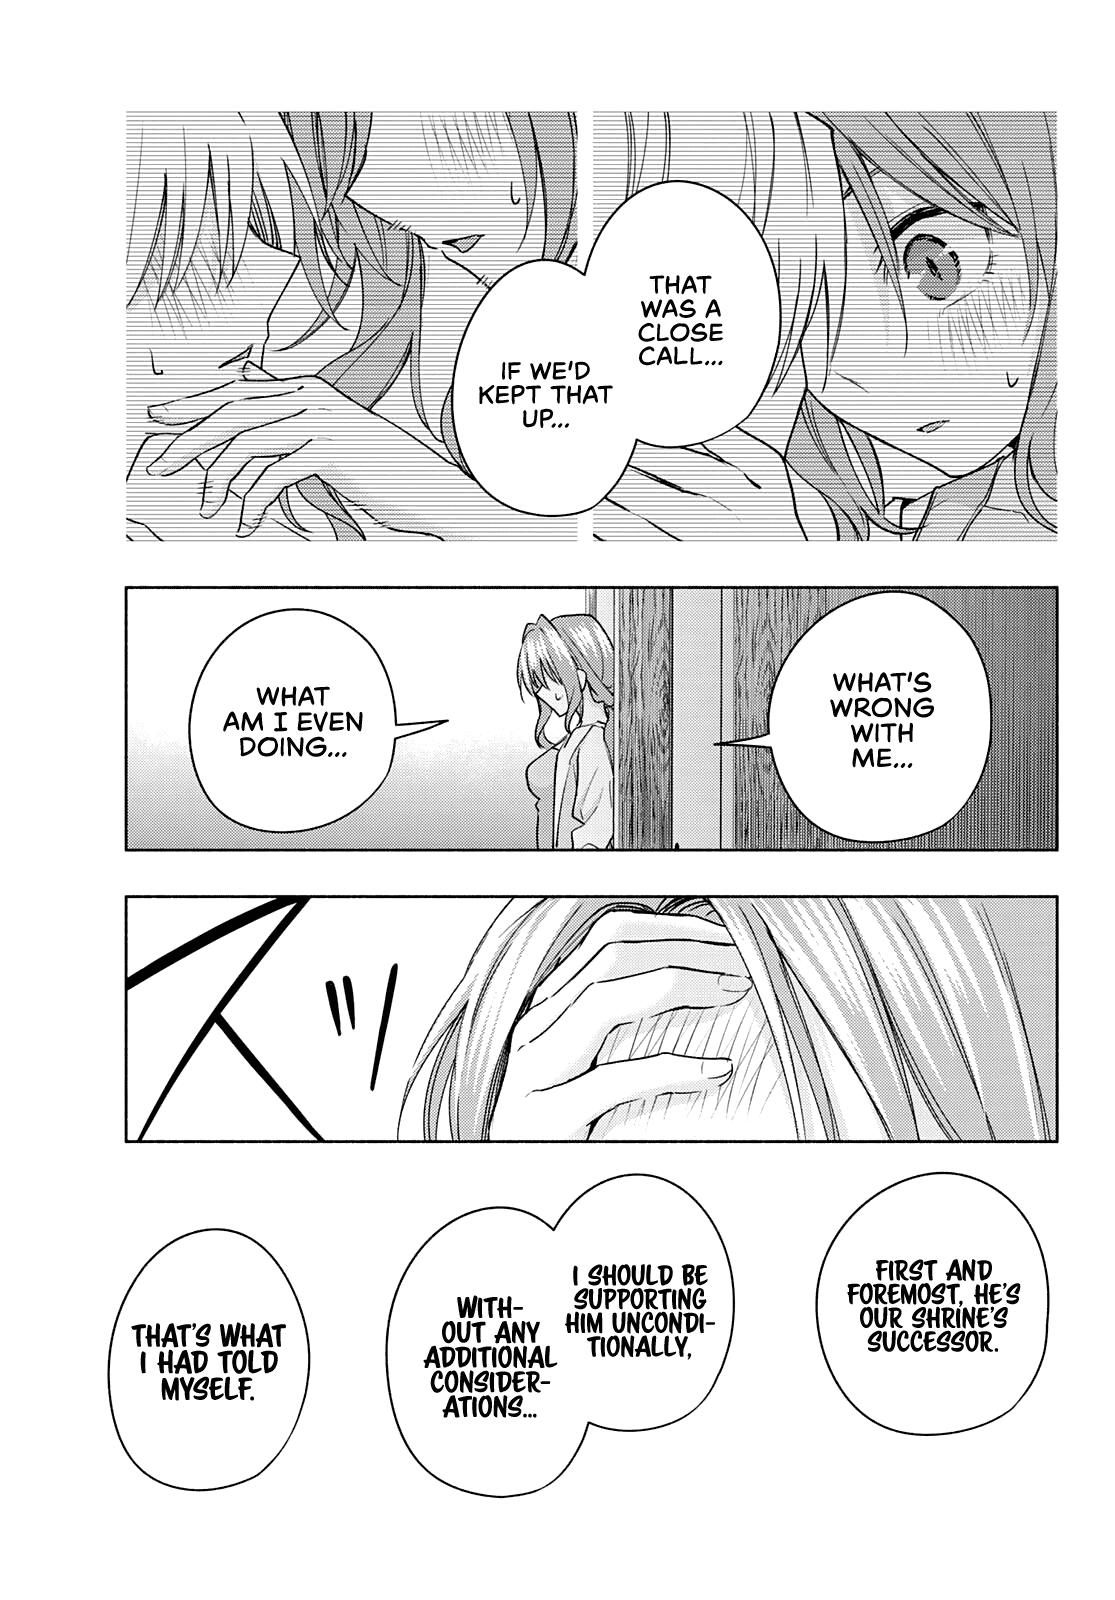 THAT
WAS A
CLOSE
CALL...
IF WE'D
KEPT THAT
UP...
WHAT'S
WRONG
WITH
ME...
WHAT
AM I EVEN
DOING...
スッ
FIRST AND
FOREMOST, HE'S
OUR SHRINE'S
SUCCESSOR.
I SHOULD BE
SUPPORTING
HIM UNCONDI-
TIONALLY,
WITH-
OUT ANY
ADDITIONAL
CONSIDER-
ATIONS...
THAT'S WHAT
I HAD TOLD
MYSELF.